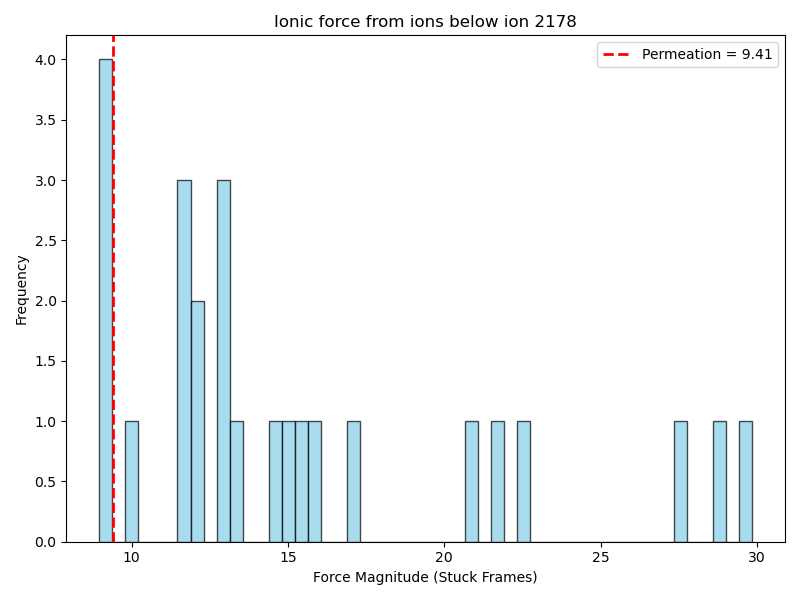 Ionic force from ions below ion 2178
Permeation = 9.41
4.0
3.5
3.0
2.5
2.0
1.5
1.0
0.5
0.0
Frequency
10 15 20 25 30
Force Magnitude (Stuck Frames)